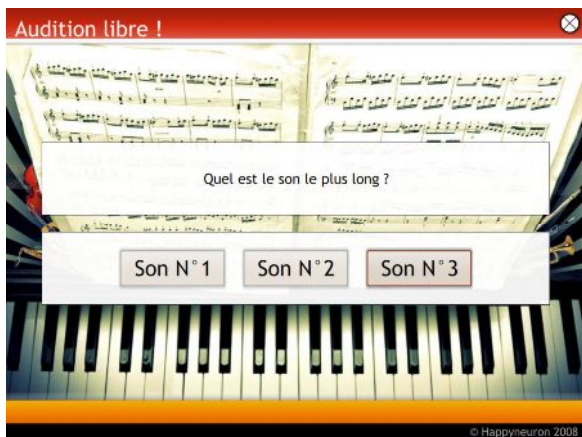 Audition libre !
Quel est le son le plus long ?
Son N°1
Son N°2
Son N°3
© Happyneuron 2008